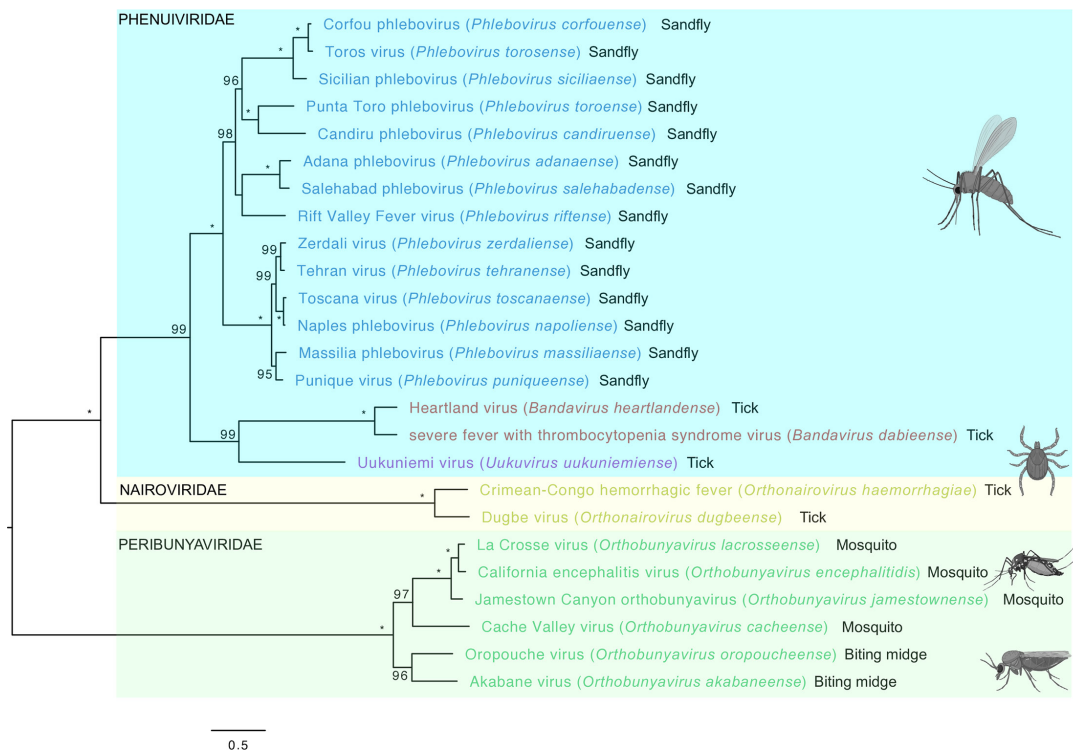 PHENUIVIRIDAE
* Corfou phlebovirus (Phlebovirus corfouense) Sandfly
* Toros virus (Phlebovirus torosense) Sandfly
Sicilian phlebovirus (Phlebovirus siciliaense) Sandfly
96
Punta Toro phlebovirus (Phlebovirus toroense) Sandfly
*
98 Candiru phlebovirus (Phlebovirus candiruense) Sandfly
* Adana phlebovirus (Phlebovirus adanaense) Sandfly
Salehabad phlebovirus (Phlebovirus salehabadense) Sandfly
* Rift Valley Fever virus (Phlebovirus riftense) Sandfly
99 Zerdali virus (Phlebovirus zerdaliense) Sandfly
99 Tehran virus (Phlebovirus tehranense) Sandfly
Toscana virus (Phlebovirus toscanaense) Sandfly
99 * * Naples phlebovirus (Phlebovirus napoliense) Sandfly
Massilia phlebovirus (Phlebovirus massiliaense) Sandfly
95 Punique virus (Phlebovirus puniqueense) Sandfly
* * Heartland virus (Bandavirus heartlandense) Tick
99 severe fever with thrombocytopenia syndrome virus (Bandavirus dabieense) Tick
Uukuniemi virus (Uukuvirus uukuniemiense) Tick
NAIROVIRIDAE * Crimean-Congo hemorrhagic fever (Orthonairovirus haemorrhagiae) Tick
Dugbe virus (Orthonairovirus dugbeense) Tick
PERIBUNYAVIRIDAE * La Crosse virus (Orthobunyavirus lacrosseense) Mosquito
* California encephalitis virus (Orthobunyavirus encephalitidis) Mosquito
97 Jamestown Canyon orthobunyavirus (Orthobunyavirus jamestownense) Mosquito
* Cache Valley virus (Orthobunyavirus cacheense) Mosquito
Oropouche virus (Orthobunyavirus oropoucheense) Biting midge
96 Akabane virus (Orthobunyavirus akabaneense) Biting midge
0.5